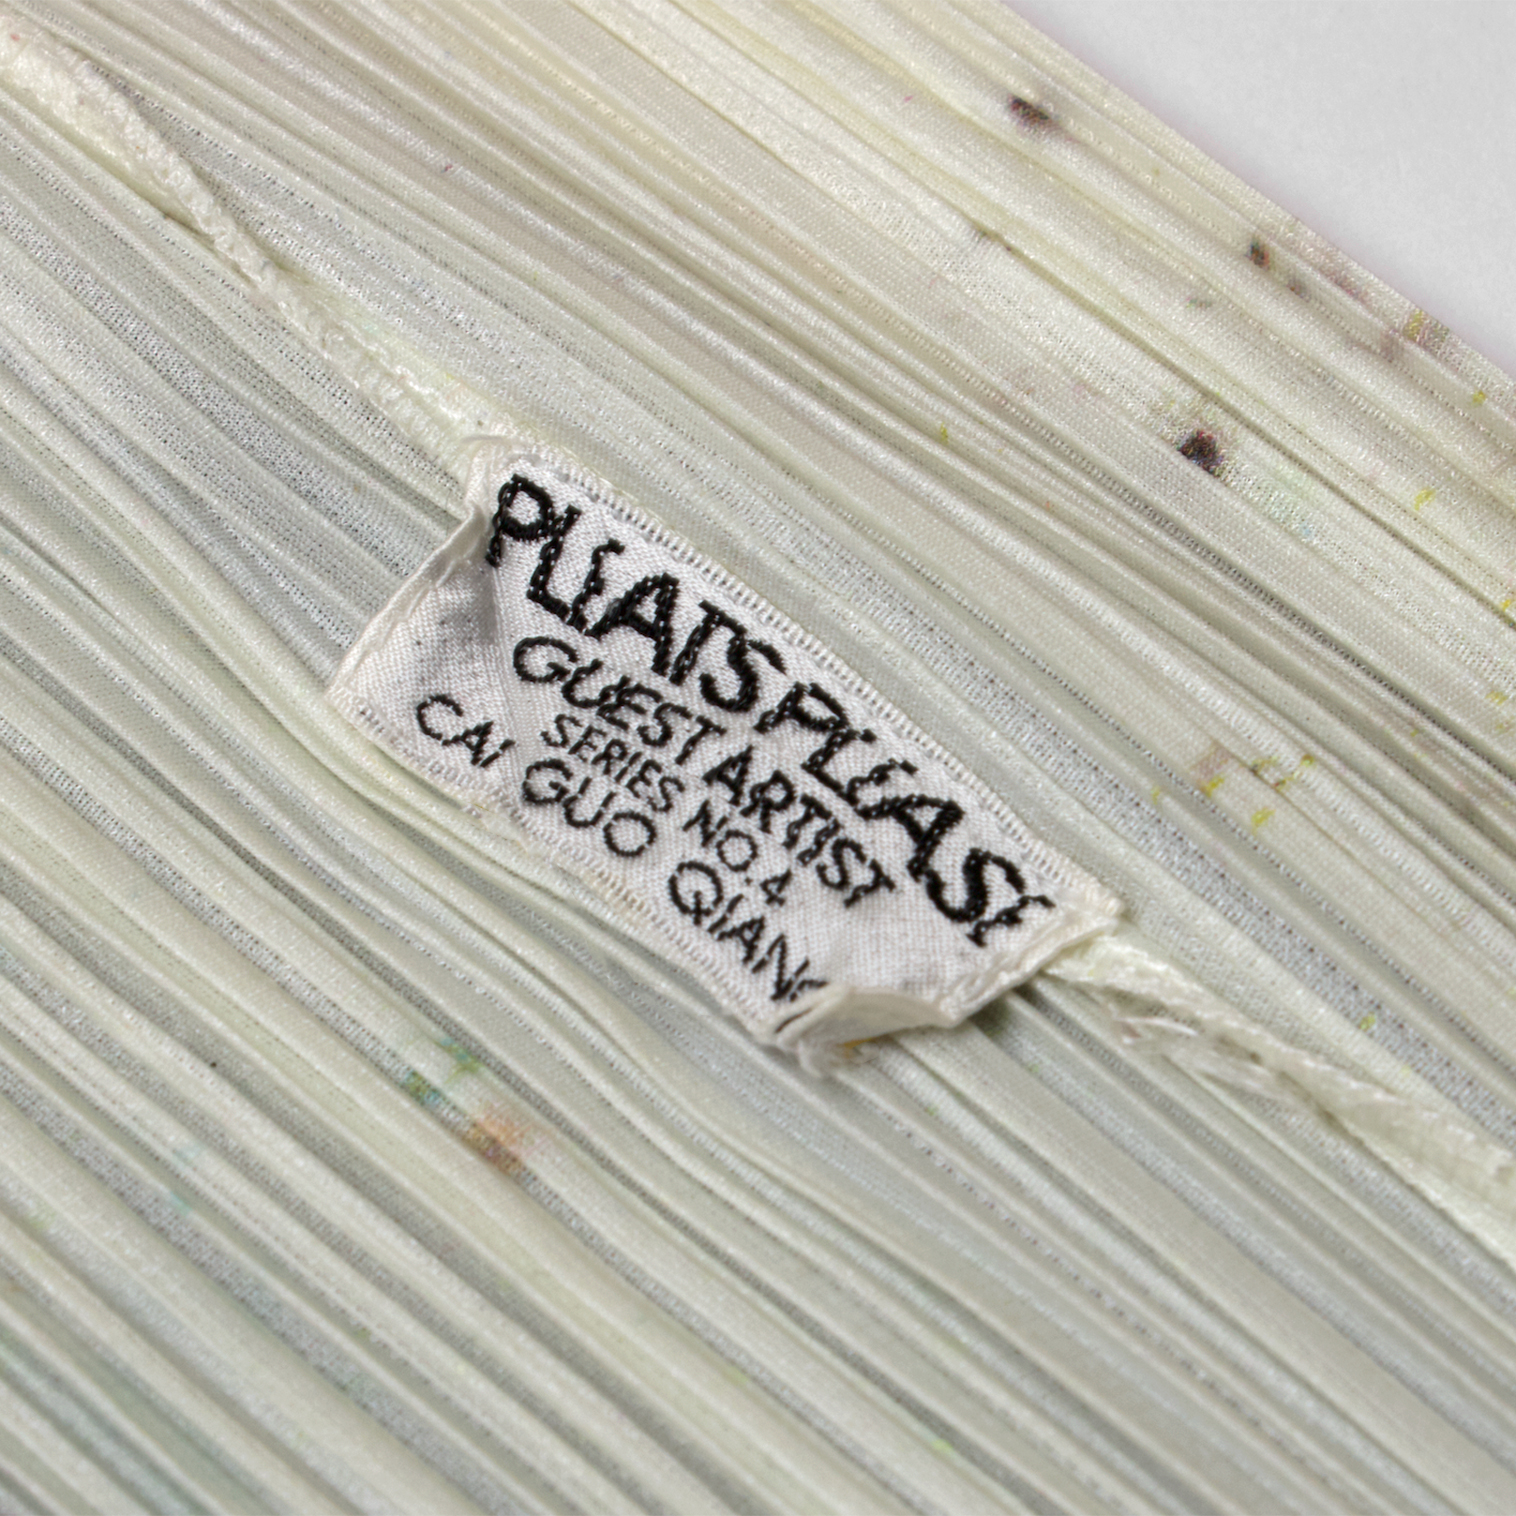 PLEATS PLEASE
GUEST ARTIST
SERIES NO.4
CAI GUO QIANG